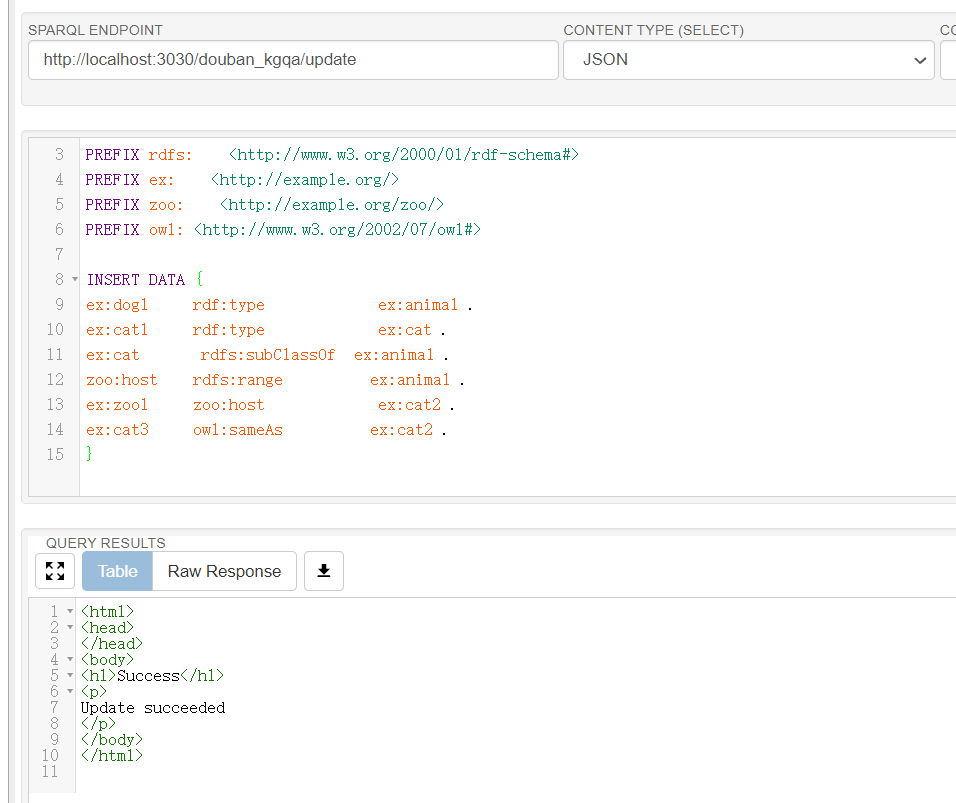 SPARQL ENDPOINT
CONTENT TYPE (SELECT)
CO
http://localhost:3030/douban_kgqa/update
JSON
3 PREFIX rdfs: <http://www.w3.org/2000/01/rdf-schema#>
4 PREFIX ex: <http://example.org/>
5 PREFIX zoo: <http://example.org/zoo/>
6 PREFIX owl: <http://www.w3.org/2002/07/owl#>
7
8 INSERT DATA {
9 ex:dog1 rdf:type ex:animal .
10 ex:cat1 rdf:type ex:cat .
11 ex:cat rdfs:subClassOf ex:animal .
12 zoo:host rdfs:range ex:animal .
13 ex:zoo1 zoo:host ex:cat2 .
14 ex:cat3 owl:sameAs ex:cat2 .
15 }
QUERY RESULTS
Table Raw Response
1 <html>
2 <head>
3 </head>
4 <body>
5 <h1>Success</h1>
6 <p>
7 Update succeeded
8 </p>
9 </body>
10 </html>
11